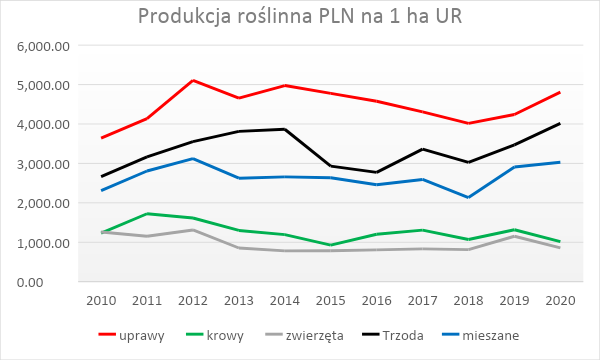 Produkcja roślinna PLN na 1 ha UR
6,000.00
5,000.00
4,000.00
3,000.00
2,000.00
1,000.00
0.00
2010 2011 2012 2013 2014 2015 2016 2017 2018 2019 2020
uprawy krowy zwierzęta Trzoda mieszane